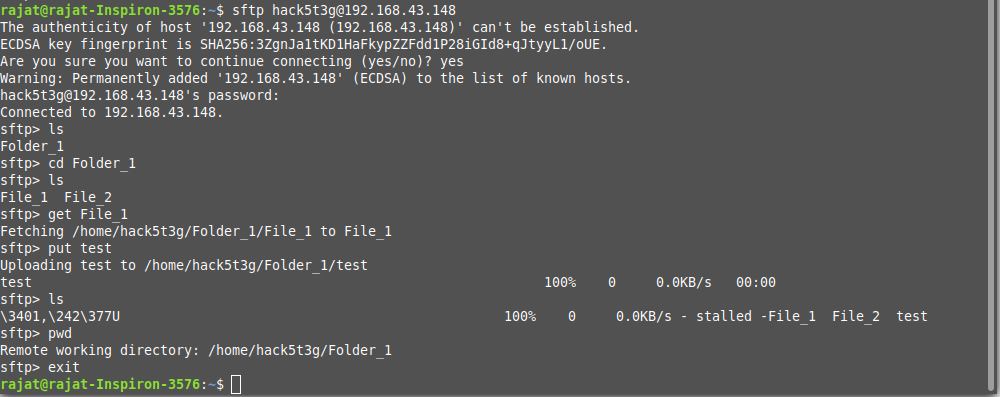 rajat@rajat-Inspiron-3576:~$ sftp hack5t3g@192.168.43.148
The authenticity of host '192.168.43.148 (192.168.43.148)' can't be established.
ECDSA key fingerprint is SHA256:3ZgnJa1tKD1HaFkypZZFdd1P28iGId8+qJtyyL1/oUE.
Are you sure you want to continue connecting (yes/no)? yes
Warning: Permanently added '192.168.43.148' (ECDSA) to the list of known hosts.
hack5t3g@192.168.43.148's password:
Connected to 192.168.43.148.
sftp> ls
Folder_1
sftp> cd Folder_1
sftp> ls
File_1  File_2
sftp> get File_1
Fetching /home/hack5t3g/Folder_1/File_1 to File_1
sftp> put test
Uploading test to /home/hack5t3g/Folder_1/test
test                                                                100%    0     0.0KB/s   00:00
sftp> ls
\3401,\242\377U                                                100%    0     0.0KB/s - stalled -File_1  File_2  test
sftp> pwd
Remote working directory: /home/hack5t3g/Folder_1
sftp> exit
rajat@rajat-Inspiron-3576:~$